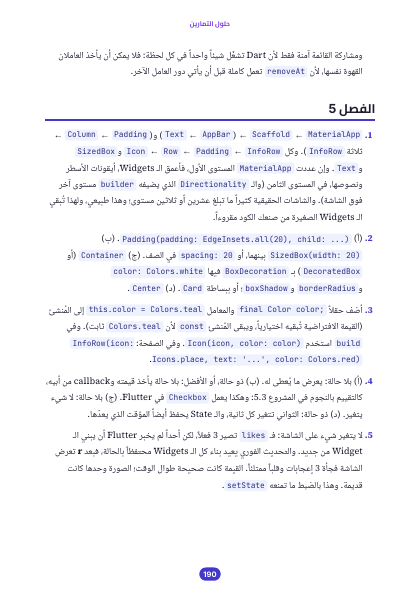 حلول التمارين
ومشاركة القائمة آمنة فقط لأن Dart تشغّل شيئاً واحداً في كل لحظة: فلا يمكن أن يأخذ العاملان
القهوة نفسها، لأن removeAt تعمل كاملة قبل أن يأتي دور العامل الآخر.
الفصل 5
1. MaterialApp ← Scaffold ← ( AppBar ← Text ) و( Padding ← Column ←
ثلاثة InfoRow ). وكل InfoRow ← Padding ← Row ← Icon و SizedBox
و Text . وإن عددت MaterialApp المستوى الأول، فأعمق الـ Widgets، أيقونات الأسطر
ونصوصها، في المستوى الثامن (والـ Directionality الذي يضيفه builder مستوى آخر
فوق الشاشة). والشاشات الحقيقية كثيراً ما تبلغ عشرين أو ثلاثين مستوى؛ وهذا طبيعي، ولهذا تُبقي
الـ Widgets الصغيرة من صنعك الكود مقروءاً.
2. (أ) Padding(padding: EdgeInsets.all(20), child: ...) . (ب)
SizedBox(width: 20) بينهما، أو spacing: 20 في الصف. (ج) Container (أو
DecoratedBox ) بـ BoxDecoration فيها color: Colors.white
و borderRadius و boxShadow ؛ أو ببساطة Card . (د) Center .
3. أضف حقلاً final Color color; والمعامل this.color = Colors.teal إلى المُنشئ
(القيمة الافتراضية تُبقيه اختيارياً، ويبقى المنشئ const لأن Colors.teal ثابت). وفي
build استخدم Icon(icon, color: color) . وفي الصفحة: InfoRow(icon:
Icons.place, text: '...', color: Colors.red).
4. (أ) بلا حالة: يعرض ما يُعطى له. (ب) ذو حالة، أو الأفضل: بلا حالة يأخذ قيمته وcallback من أبيه،
كالتقييم بالنجوم في المشروع 5.3؛ وهكذا يعمل Checkbox في Flutter. (ج) بلا حالة: لا شيء
يتغير. (د) ذو حالة: الثواني تتغير كل ثانية، والـ State يحفظ أيضاً المؤقت الذي يعدّها.
5. لا يتغير شيء على الشاشة: فـ likes تصير 3 فعلاً، لكن أحداً لم يخبر Flutter أن يبني الـ
Widget من جديد. والتحديث الفوري يعيد بناء كل الـ Widgets محتفظاً بالحالة، فبعد r تعرض
الشاشة فجأة 3 إعجابات وقلباً ممتلئاً. القيمة كانت صحيحة طوال الوقت؛ الصورة وحدها كانت
قديمة. وهذا بالضبط ما تمنعه setState .
190